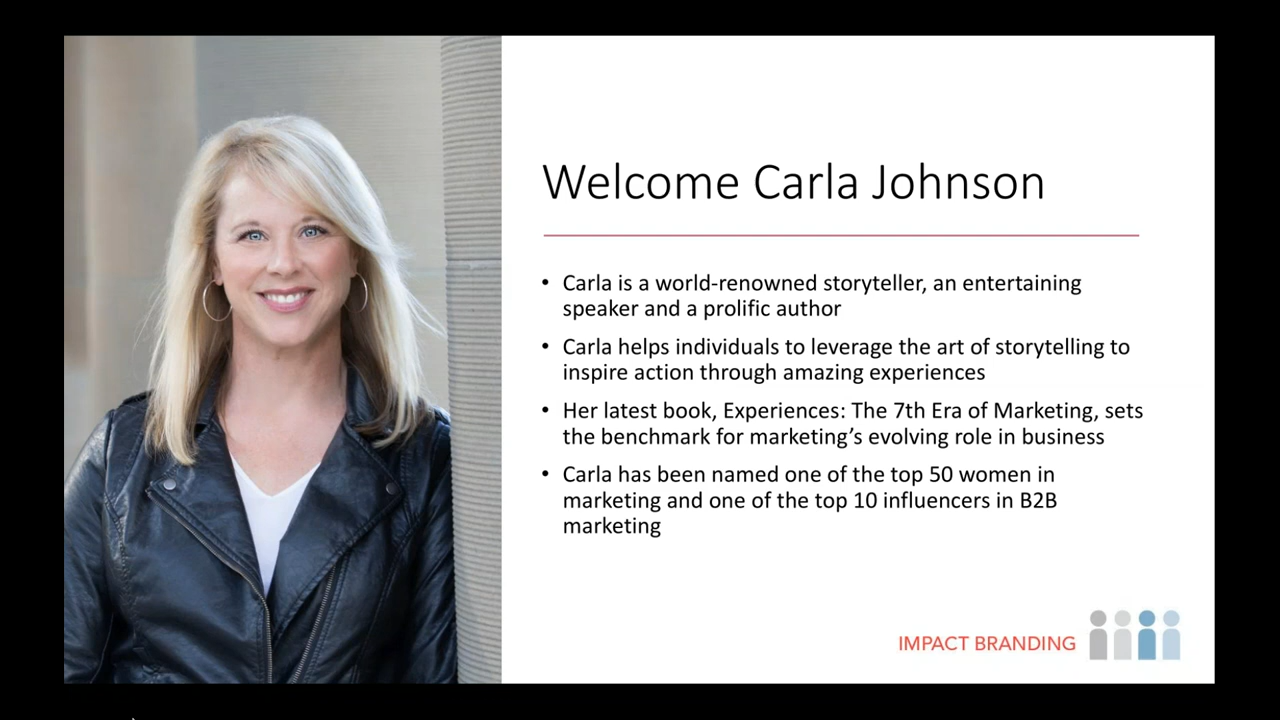 Welcome Carla Johnson
• Carla is a world-renowned storyteller, an entertaining
speaker and a prolific author
• Carla helps individuals to leverage the art of storytelling to
inspire action through amazing experiences
• Her latest book, Experiences: The 7th Era of Marketing, sets
the benchmark for marketing’s evolving role in business
• Carla has been named one of the top 50 women in
marketing and one of the top 10 influencers in B2B
marketing
IMPACT BRANDING